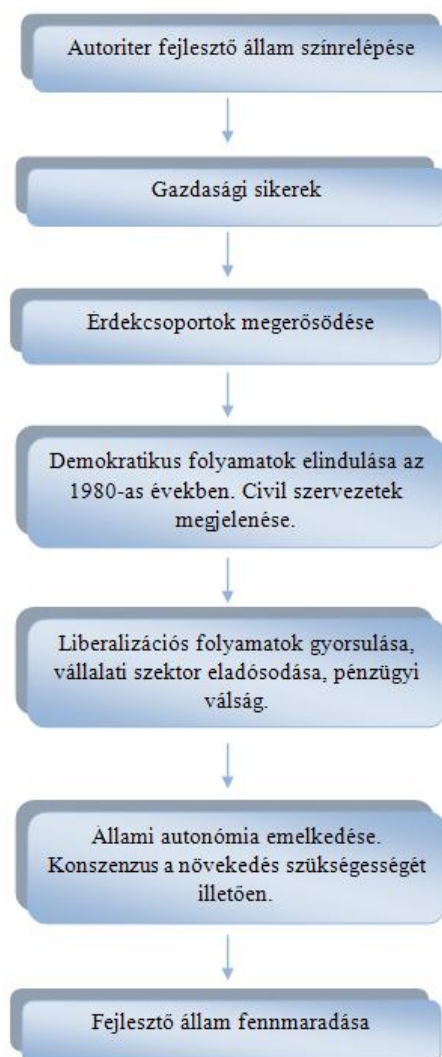 Autoriter fejlesztő állam színrelépése
Gazdasági sikerek
Érdekcsoportok megerősödése
Demokratikus folyamatok elindulása az
1980-as években. Civil szervezetek
megjelenése.
Liberalizációs folyamatok gyorsulása,
vállalati szektor eladósodása, pénzügyi
válság.
Állami autonómia emelkedése.
Konszenzus a növekedés szükségességét
illetően.
Fejlesztő állam fennmaradása